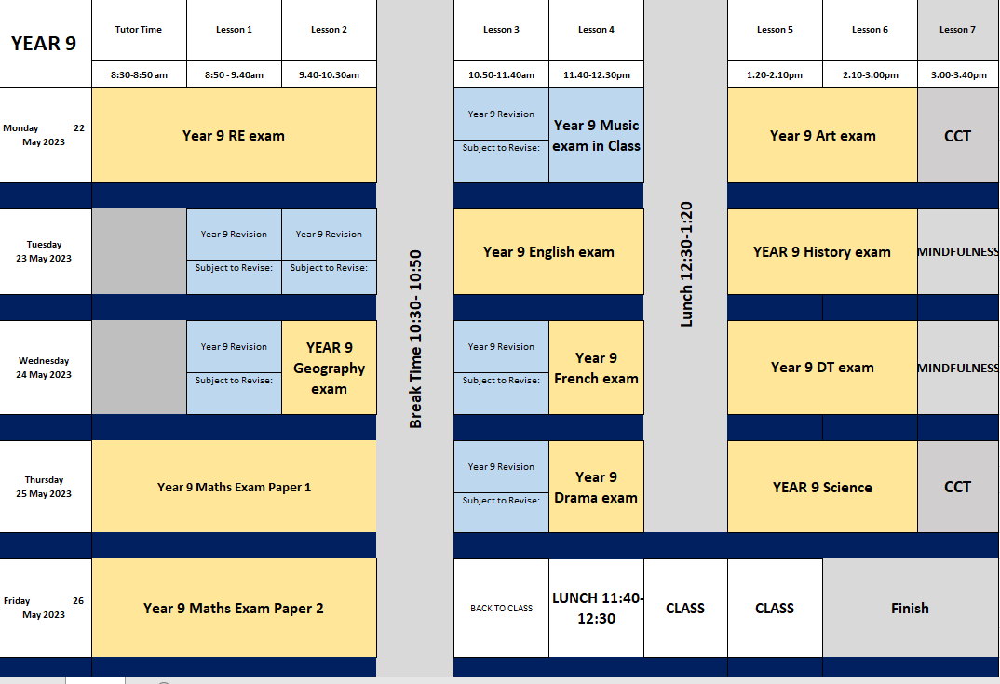 YEAR 9
Tutor Time
Lesson 1
Lesson 2
Lesson 3
Lesson 4
Lesson 5
Lesson 6
Lesson 7
8:30-8:50 am
8:50 - 9.40am
9.40-10.30am
10.50-11.40am
11.40-12.30pm
1.20-2.10pm
2.10-3.00pm
3.00-3.40pm
Break Time 10:30- 10:50
Lunch 12:30-1:20
Monday 22
May 2023
Year 9 RE exam
Year 9 Revision
Subject to Revise:
Year 9 Music
exam in Class
Year 9 Art exam
CCT
Tuesday
23 May 2023
Year 9 Revision
Subject to Revise:
Year 9 Revision
Subject to Revise:
Year 9 English exam
YEAR 9 History exam
MINDFULNESS
Wednesday
24 May 2023
Year 9 Revision
Subject to Revise:
YEAR 9
Geography
exam
Year 9 Revision
Subject to Revise:
Year 9
French exam
Year 9 DT exam
MINDFULNESS
Thursday
25 May 2023
Year 9 Maths Exam Paper 1
Year 9 Revision
Subject to Revise:
Year 9
Drama exam
YEAR 9 Science
CCT
Friday 26
May 2023
Year 9 Maths Exam Paper 2
BACK TO CLASS
LUNCH 11:40-
12:30
CLASS
CLASS
Finish